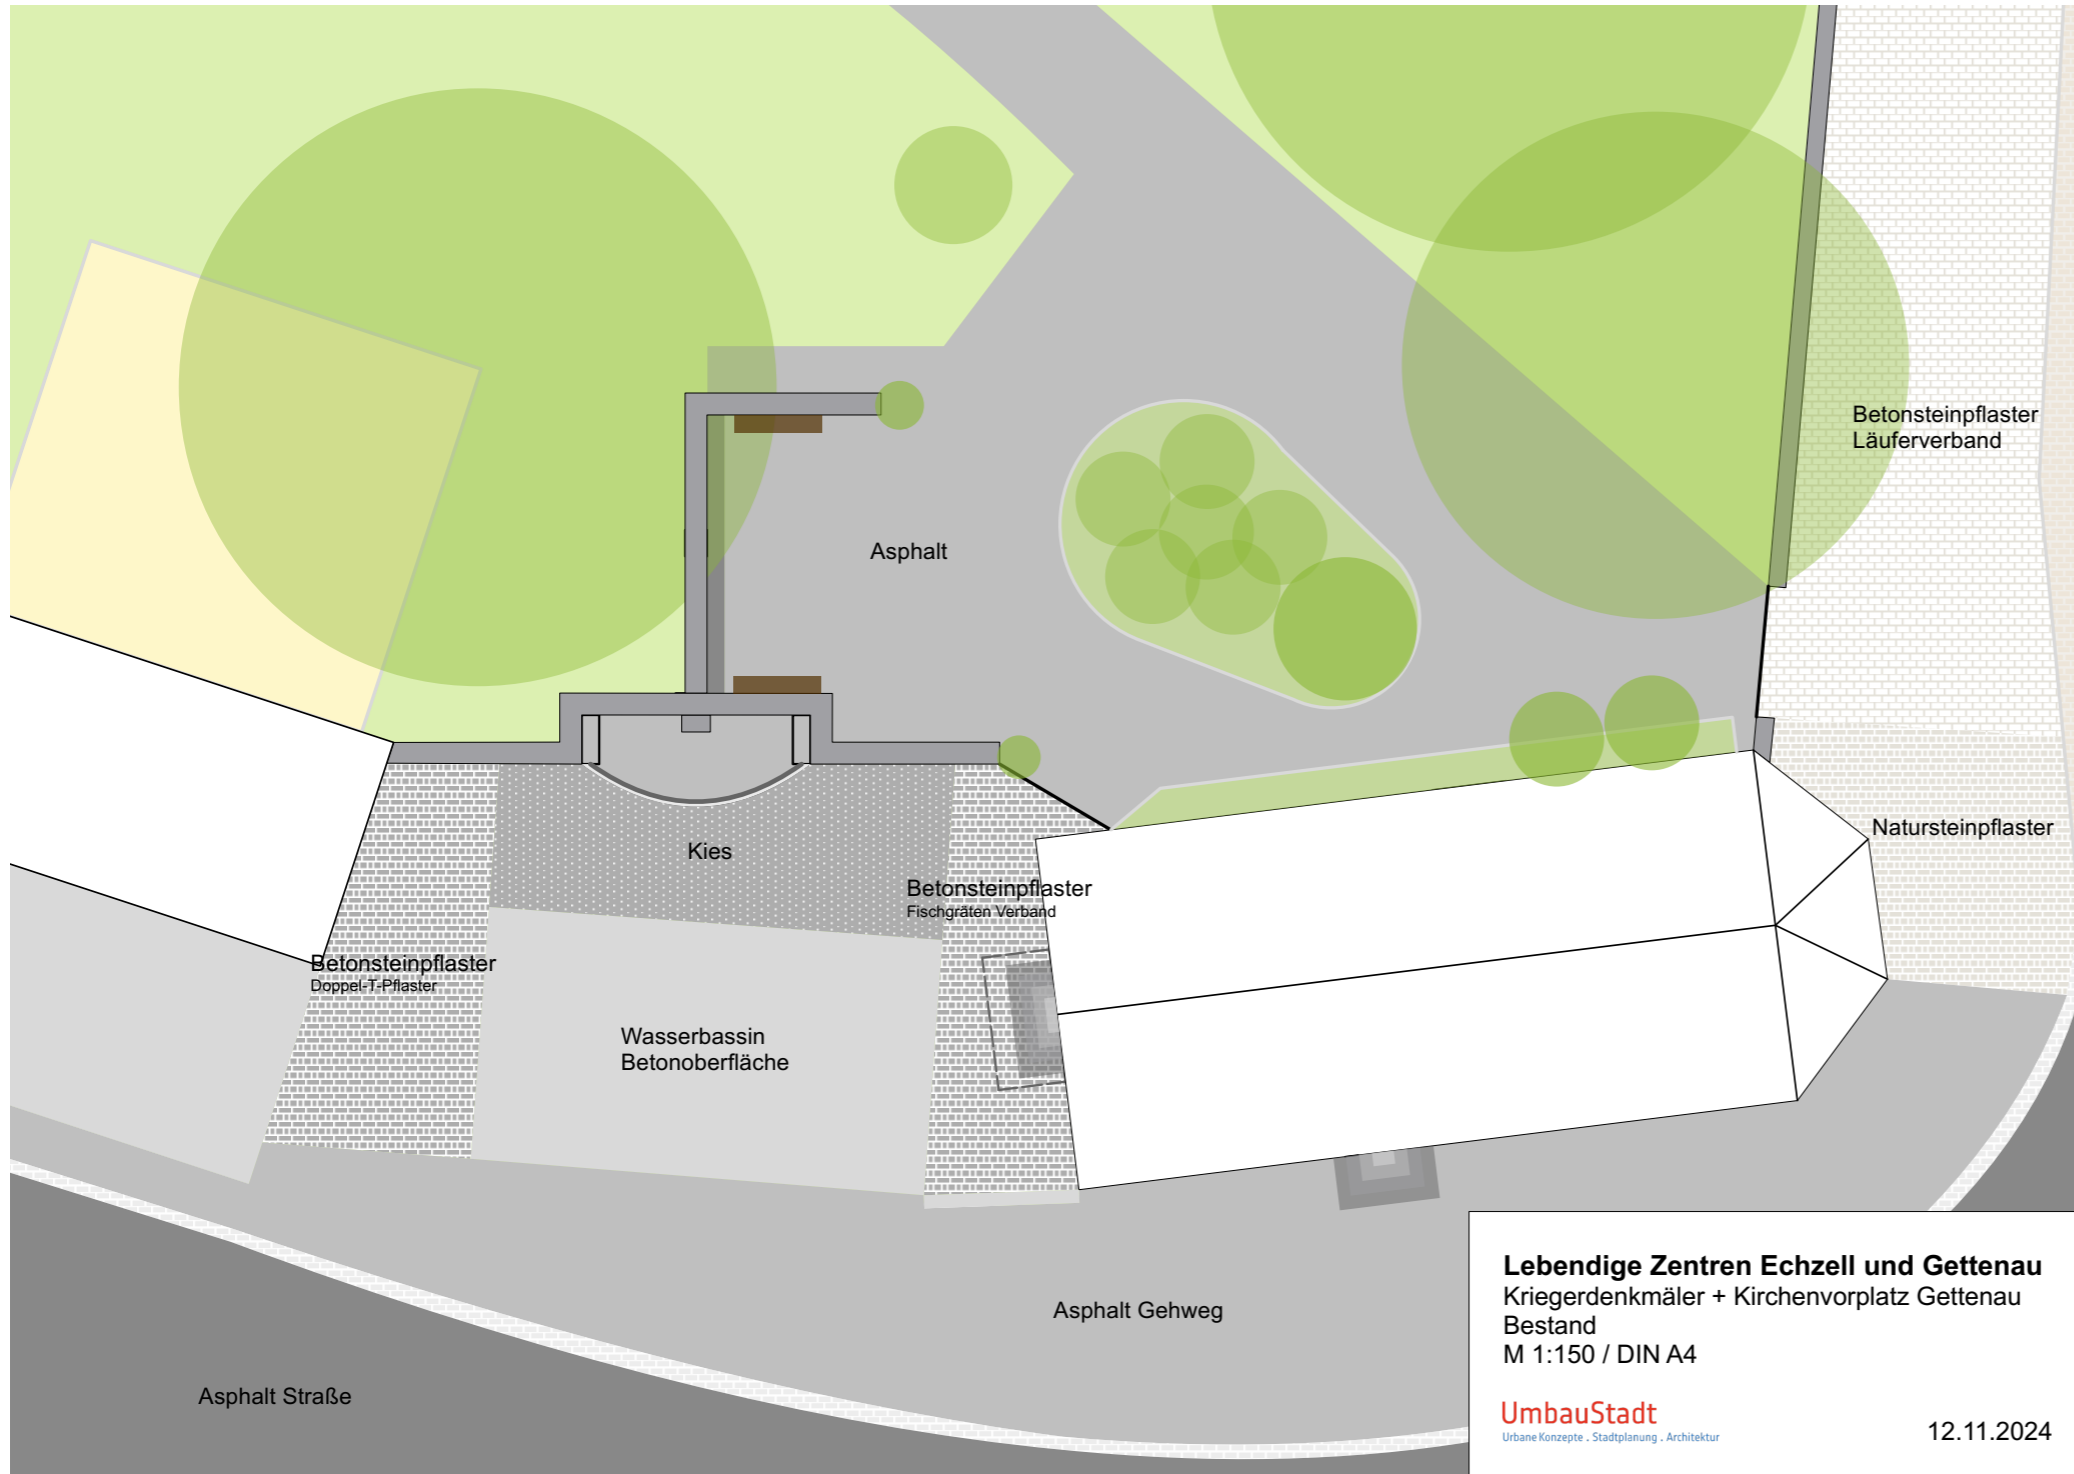 Betonsteinpflaster
Läuferverband
Asphalt
Natursteinpflaster
Kies
Betonsteinpflaster
Fischgräten Verband
Betonsteinpflaster
Doppel-T-Pflaster
Wasserbassin
Betonoberfläche
Asphalt Gehweg
Asphalt Straße
Lebendige Zentren Echzell und Gettenau
Kriegerdenkmäler + Kirchenvorplatz Gettenau
Bestand
M 1:150 / DIN A4
UmbauStadt
Urbane Konzepte . Stadtplanung . Architektur
12.11.2024